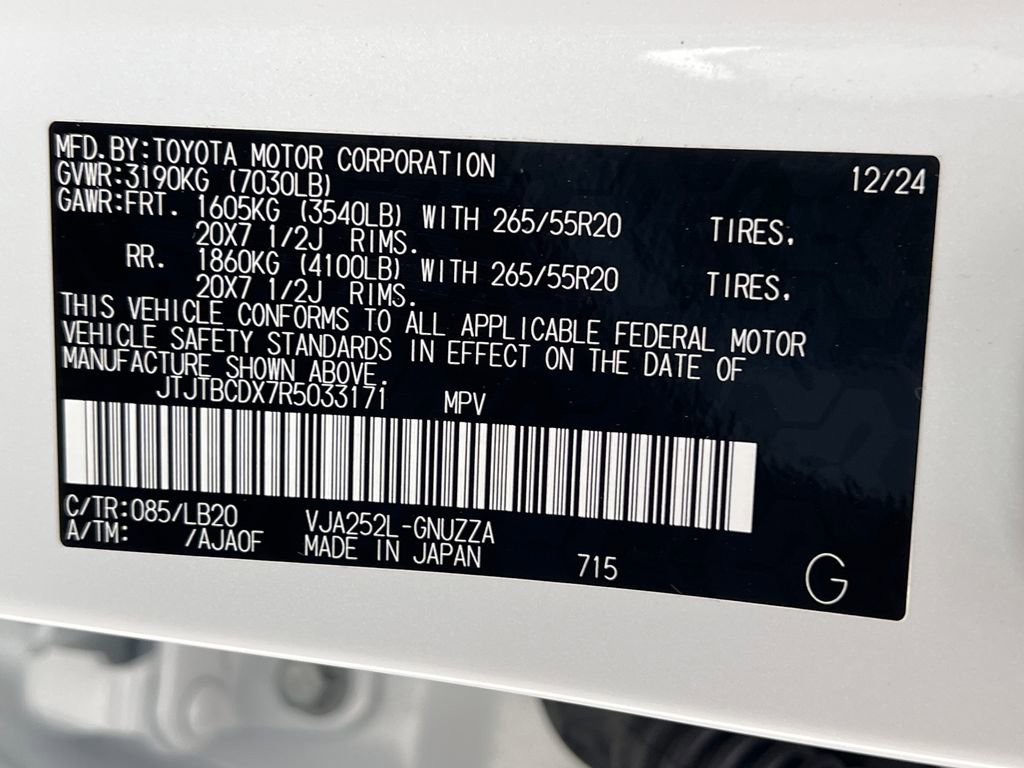 MFD.BY:TOYOTA MOTOR CORPORATION 12/24
GVWR:3190KG (7030LB)
GAWR:FRT. 1605KG (3540LB) WITH 265/55R20 TIRES,
20X7 1/2J RIMS.
RR. 1860KG (4100LB) WITH 265/55R20 TIRES,
20X7 1/2J RIMS.
THIS VEHICLE CONFORMS TO ALL APPLICABLE FEDERAL MOTOR
VEHICLE SAFETY STANDARDS IN EFFECT ON THE DATE OF
MANUFACTURE SHOWN ABOVE.
JTJTBCDX7R5033171 MPV
C/TR:085/LB20 VJA252L-GNUZZA
A/TM: /AJA0F MADE IN JAPAN 715 G